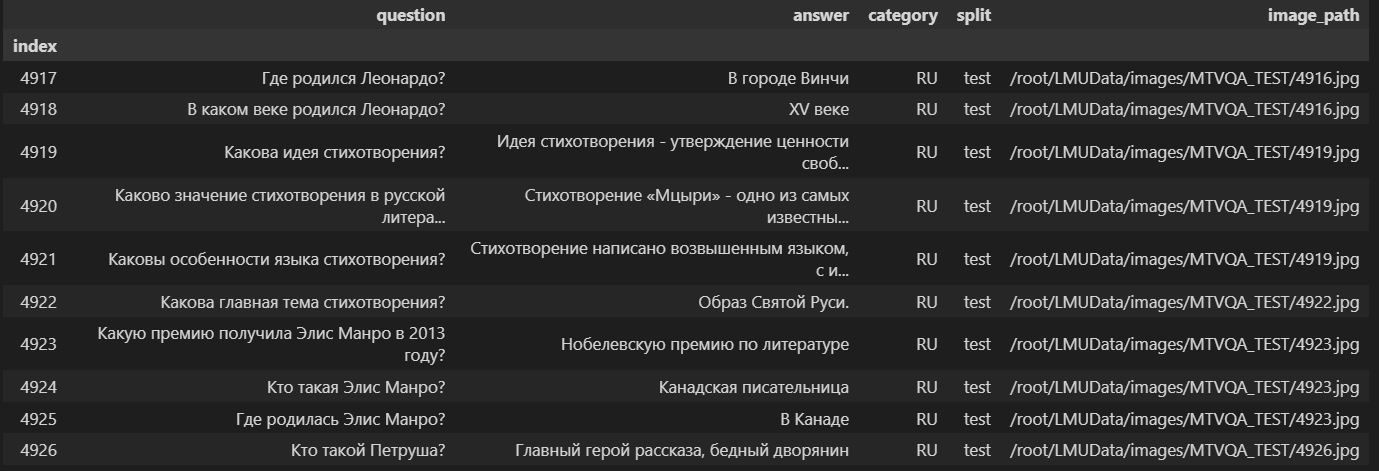 question answer category split image_path
index
4917 Где родился Леонардо? В городе Винчи RU test /root/LMUData/images/MTVQA_TEST/4916.jpg
4918 В каком веке родился Леонардо? XV веке RU test /root/LMUData/images/MTVQA_TEST/4916.jpg
4919 Какова идея стихотворения? Идея стихотворения - утверждение ценности
своб... RU test /root/LMUData/images/MTVQA_TEST/4919.jpg
4920 Каково значение стихотворения в русской
литера... Стихотворение «Мцыри» - одно из самых
известны... RU test /root/LMUData/images/MTVQA_TEST/4919.jpg
4921 Каковы особенности языка стихотворения? Стихотворение написано возвышенным языком,
с и... RU test /root/LMUData/images/MTVQA_TEST/4919.jpg
4922 Какова главная тема стихотворения? Образ Святой Руси. RU test /root/LMUData/images/MTVQA_TEST/4922.jpg
4923 Какую премию получила Элис Манро в 2013
году? Нобелевскую премию по литературе RU test /root/LMUData/images/MTVQA_TEST/4923.jpg
4924 Кто такая Элис Манро? Канадская писательница RU test /root/LMUData/images/MTVQA_TEST/4923.jpg
4925 Где родилась Элис Манро? В Канаде RU test /root/LMUData/images/MTVQA_TEST/4923.jpg
4926 Кто такой Петруша? Главный герой рассказа, бедный дворянин RU test /root/LMUData/images/MTVQA_TEST/4926.jpg